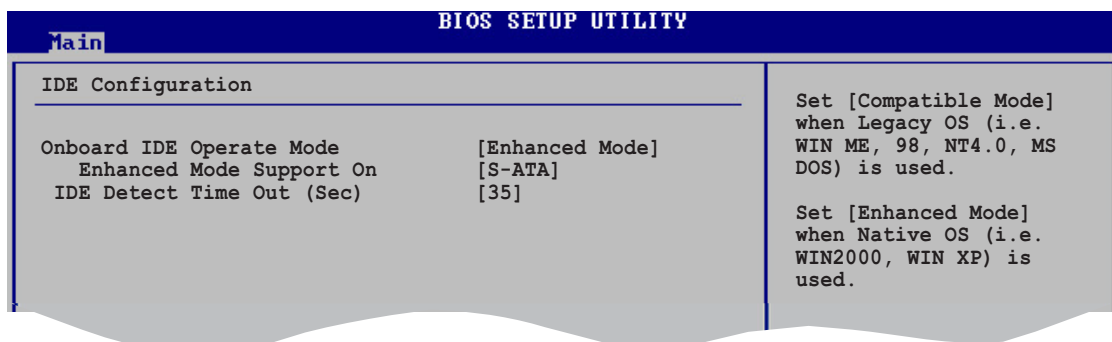 BIOS SETUP UTILITY
Main
IDE Configuration
Onboard IDE Operate Mode [Enhanced Mode]
Enhanced Mode Support On [S-ATA]
IDE Detect Time Out (Sec) [35]
Set [Compatible Mode]
when Legacy OS (i.e.
WIN ME, 98, NT4.0, MS
DOS) is used.
Set [Enhanced Mode]
when Native OS (i.e.
WIN2000, WIN XP) is
used.